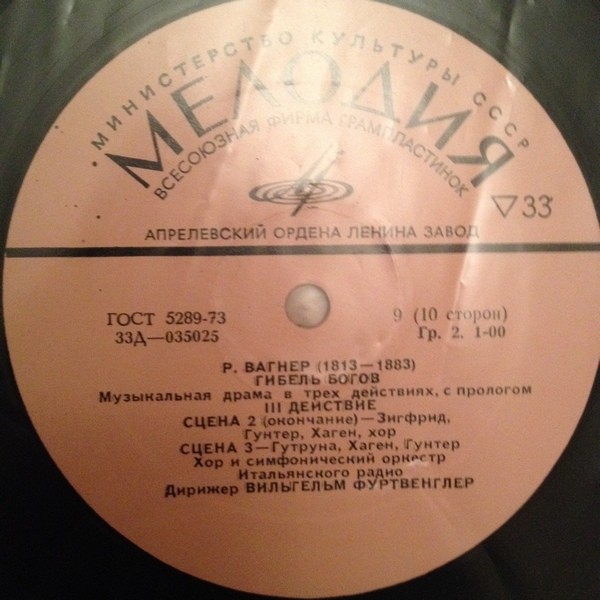 МИНИСТЕРСТВО КУЛЬТУРЫ СССР
МЕЛОДИЯ
ВСЕСОЮЗНАЯ ФИРМА ГРАМПЛАСТИНОК
▽33
АПРЕЛЕВСКИЙ ОРДЕНА ЛЕНИНА ЗАВОД
ГОСТ 5289-73
9 (10 сторон)
33Д—035025
Гр. 2. 1-00
Р. ВАГНЕР (1813—1883)
ГИБЕЛЬ БОГОВ
Музыкальная драма в трех действиях, с прологом
III ДЕЙСТВИЕ
СЦЕНА 2 (окончание)—Зигфрид,
Гунтер, Хаген, хор
СЦЕНА 3—Гутруна, Хаген, Гунтер
Хор и симфонический оркестр
Итальянского радио
Дирижер ВИЛЬГЕЛЬМ ФУРТВЕНГЛЕР